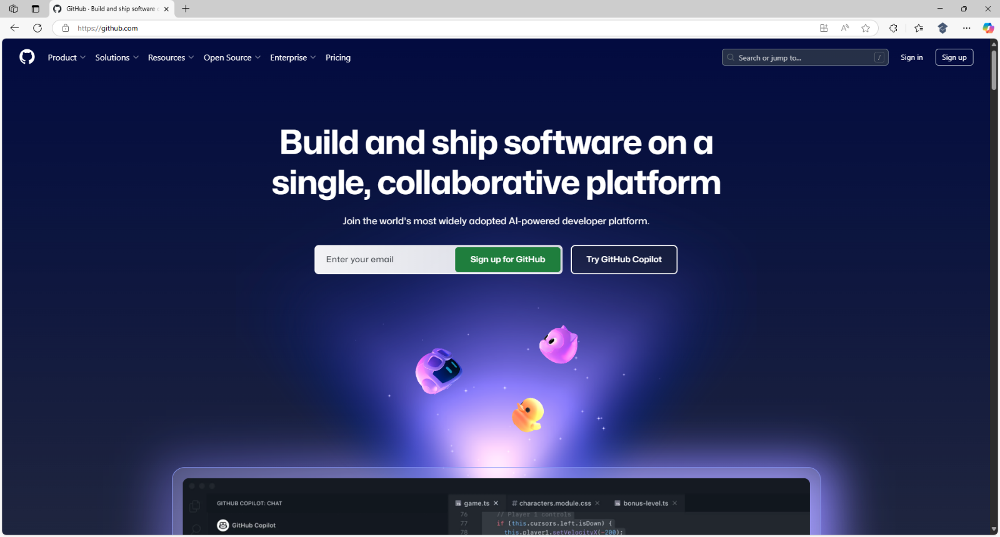 GitHub · Build and ship software
https://github.com
Product Solutions Resources Open Source Enterprise Pricing Search or jump to... / Sign in Sign up
Build and ship software on a
single, collaborative platform
Join the world's most widely adopted AI-powered developer platform.
Enter your email Sign up for GitHub Try GitHub Copilot
GITHUB COPILOT: CHAT
GitHub Copilot
game.ts # characters.module.css bonus-level.ts
76 // Player 1 controls
77 if (this.cursors.left.isDown) {
78 this.player1.setVelocityX(-200);